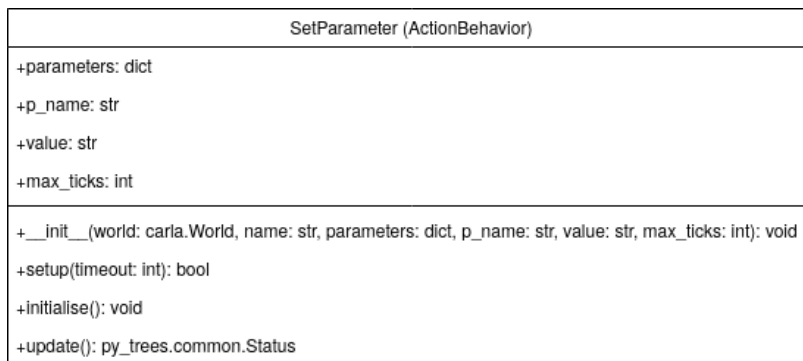 SetParameter (ActionBehavior)
+parameters: dict
+p_name: str
+value: str
+max_ticks: int
+__init__(world: carla.World, name: str, parameters: dict, p_name: str, value: str, max_ticks: int): void
+setup(timeout: int): bool
+initialise(): void
+update(): py_trees.common.Status